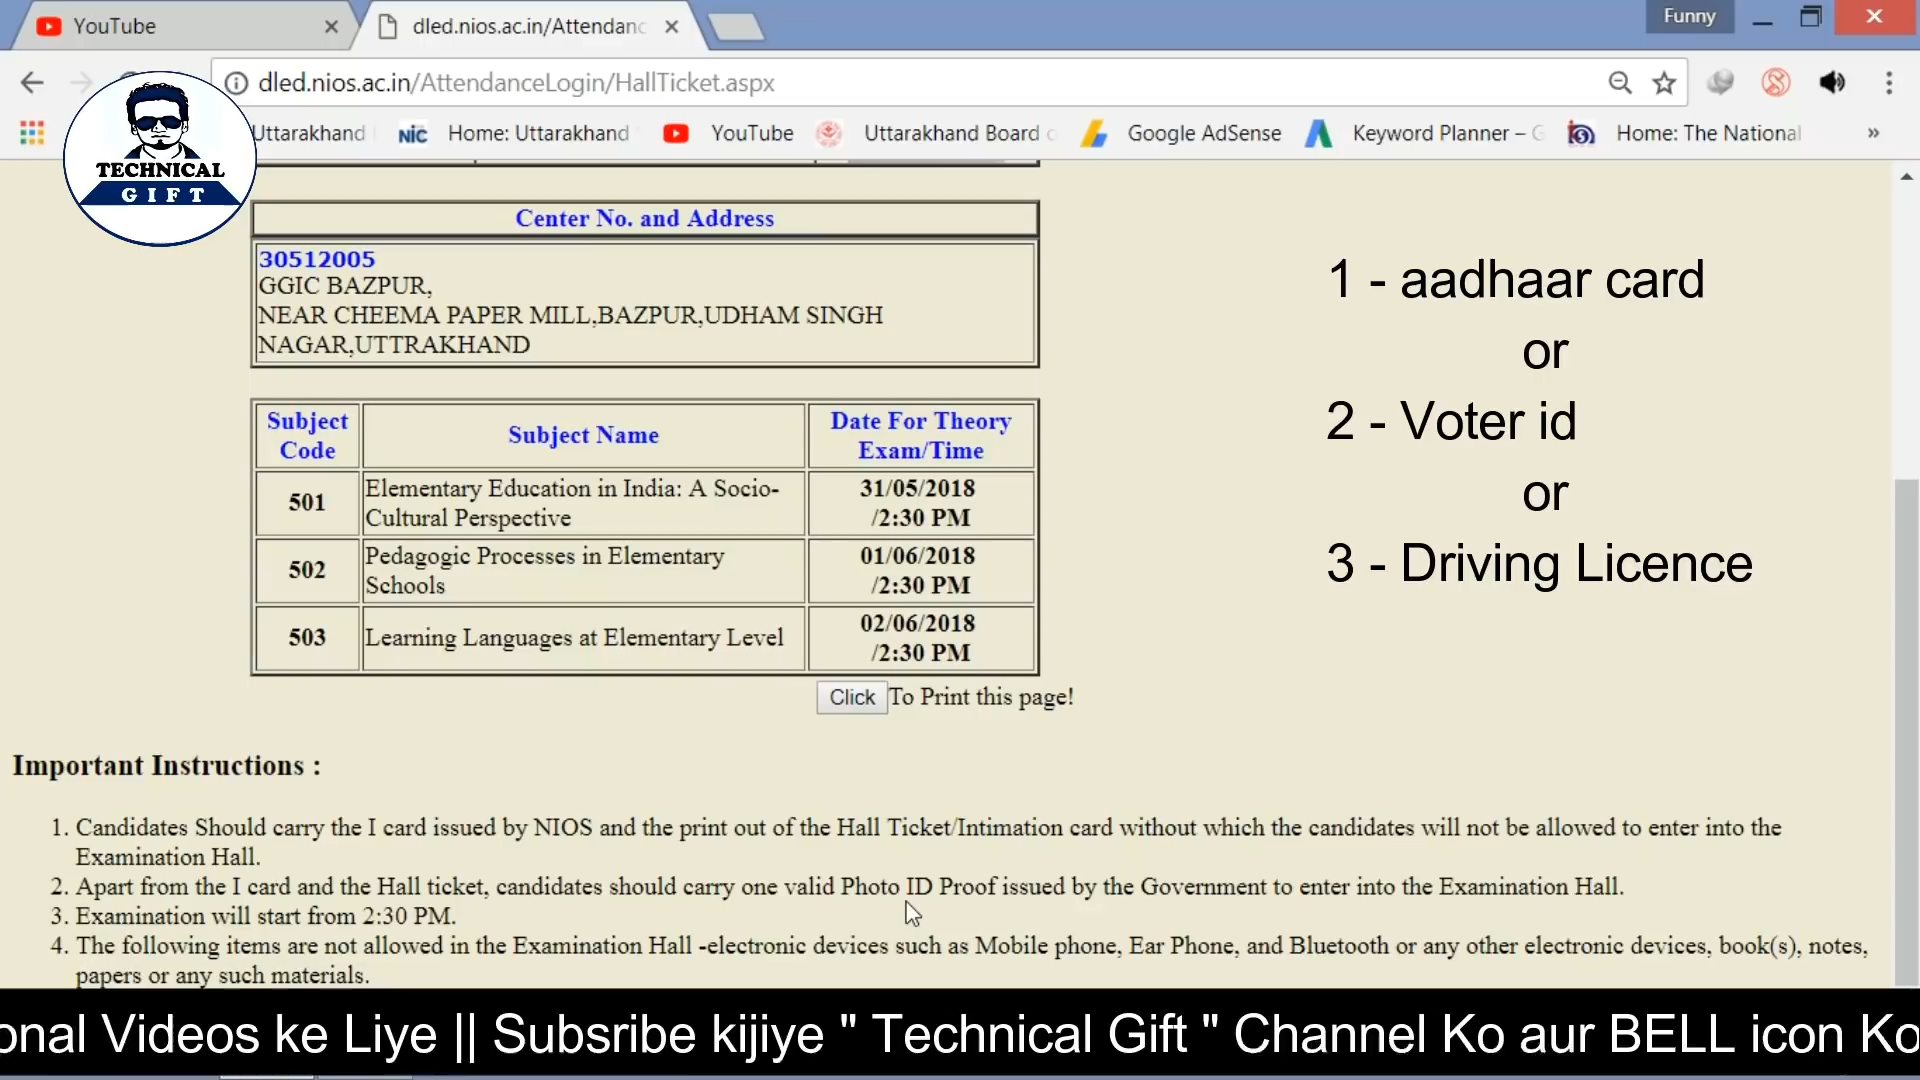 YouTube
dled.nios.ac.in/Attendanc
Funny
dled.nios.ac.in/AttendanceLogin/HallTicket.aspx
Uttarakhand
NIC
Home: Uttarakhand
YouTube
Uttarakhand Board
Google AdSense
Keyword Planner – G
Home: The National
»
TECHNICAL
GIFT
Center No. and Address
30512005
GGIC BAZPUR,
NEAR CHEEMA PAPER MILL,BAZPUR,UDHAM SINGH
NAGAR,UTTRAKHAND
1 - aadhaar card
or
2 - Voter id
or
3 - Driving Licence
Subject Code
Subject Name
Date For Theory Exam/Time
501
Elementary Education in India: A Socio-
Cultural Perspective
31/05/2018
/2:30 PM
502
Pedagogic Processes in Elementary
Schools
01/06/2018
/2:30 PM
503
Learning Languages at Elementary Level
02/06/2018
/2:30 PM
Click To Print this page!
Important Instructions :
1. Candidates Should carry the I card issued by NIOS and the print out of the Hall Ticket/Intimation card without which the candidates will not be allowed to enter into the
Examination Hall.
2. Apart from the I card and the Hall ticket, candidates should carry one valid Photo ID Proof issued by the Government to enter into the Examination Hall.
3. Examination will start from 2:30 PM.
4. The following items are not allowed in the Examination Hall -electronic devices such as Mobile phone, Ear Phone, and Bluetooth or any other electronic devices, book(s), notes,
papers or any such materials.
onal Videos ke Liye || Subsribe kijiye " Technical Gift " Channel Ko aur BELL icon Ko